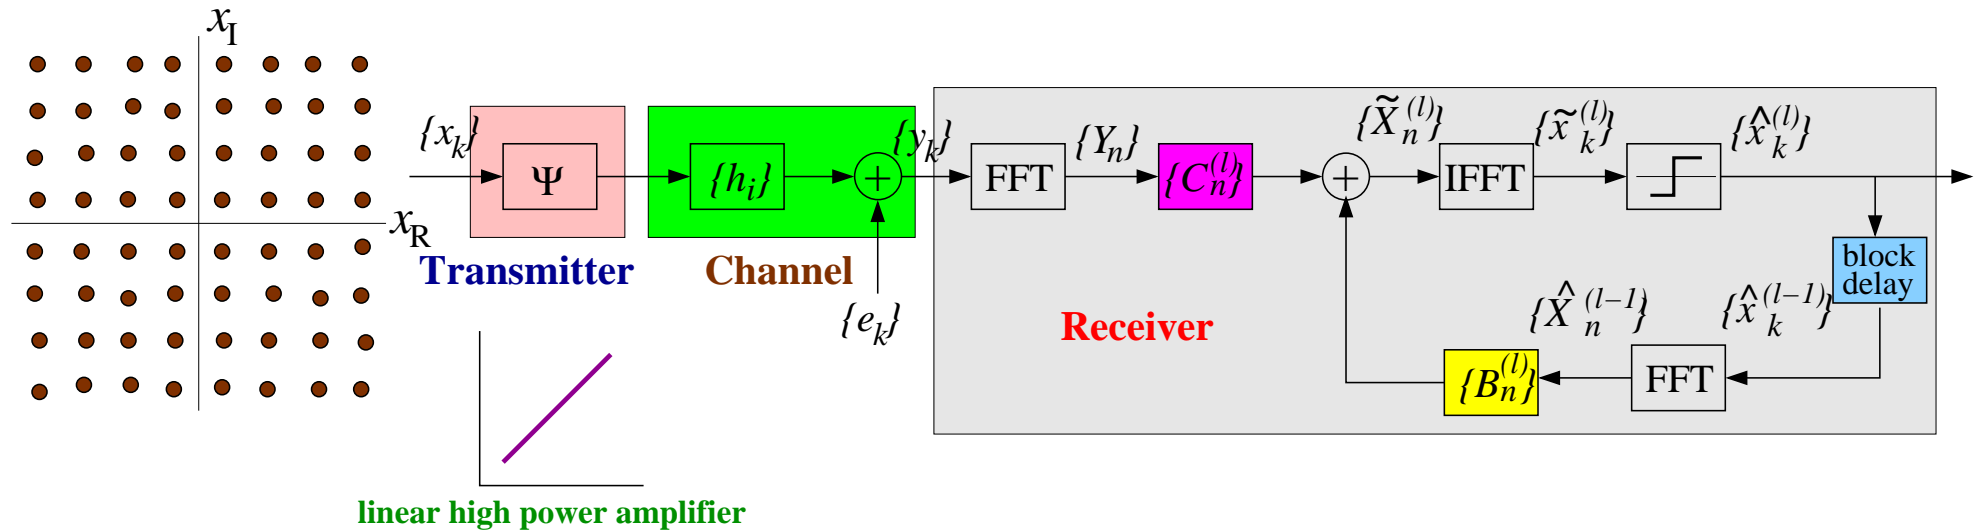 x_I
x_R
{x_k}
Ψ
Transmitter
{h_i}
+
{e_k}
Channel
{y_k}
FFT
{Y_n}
{C_n^{(l)}}
+
{X̃_n^{(l)}}
IFFT
{x̃_k^{(l)}}
{x̂_k^{(l)}}
block
delay
{x̂_k^{(l−1)}}
FFT
{X̂_n^{(l−1)}}
{B_n^{(l)}}
Receiver
linear high power amplifier